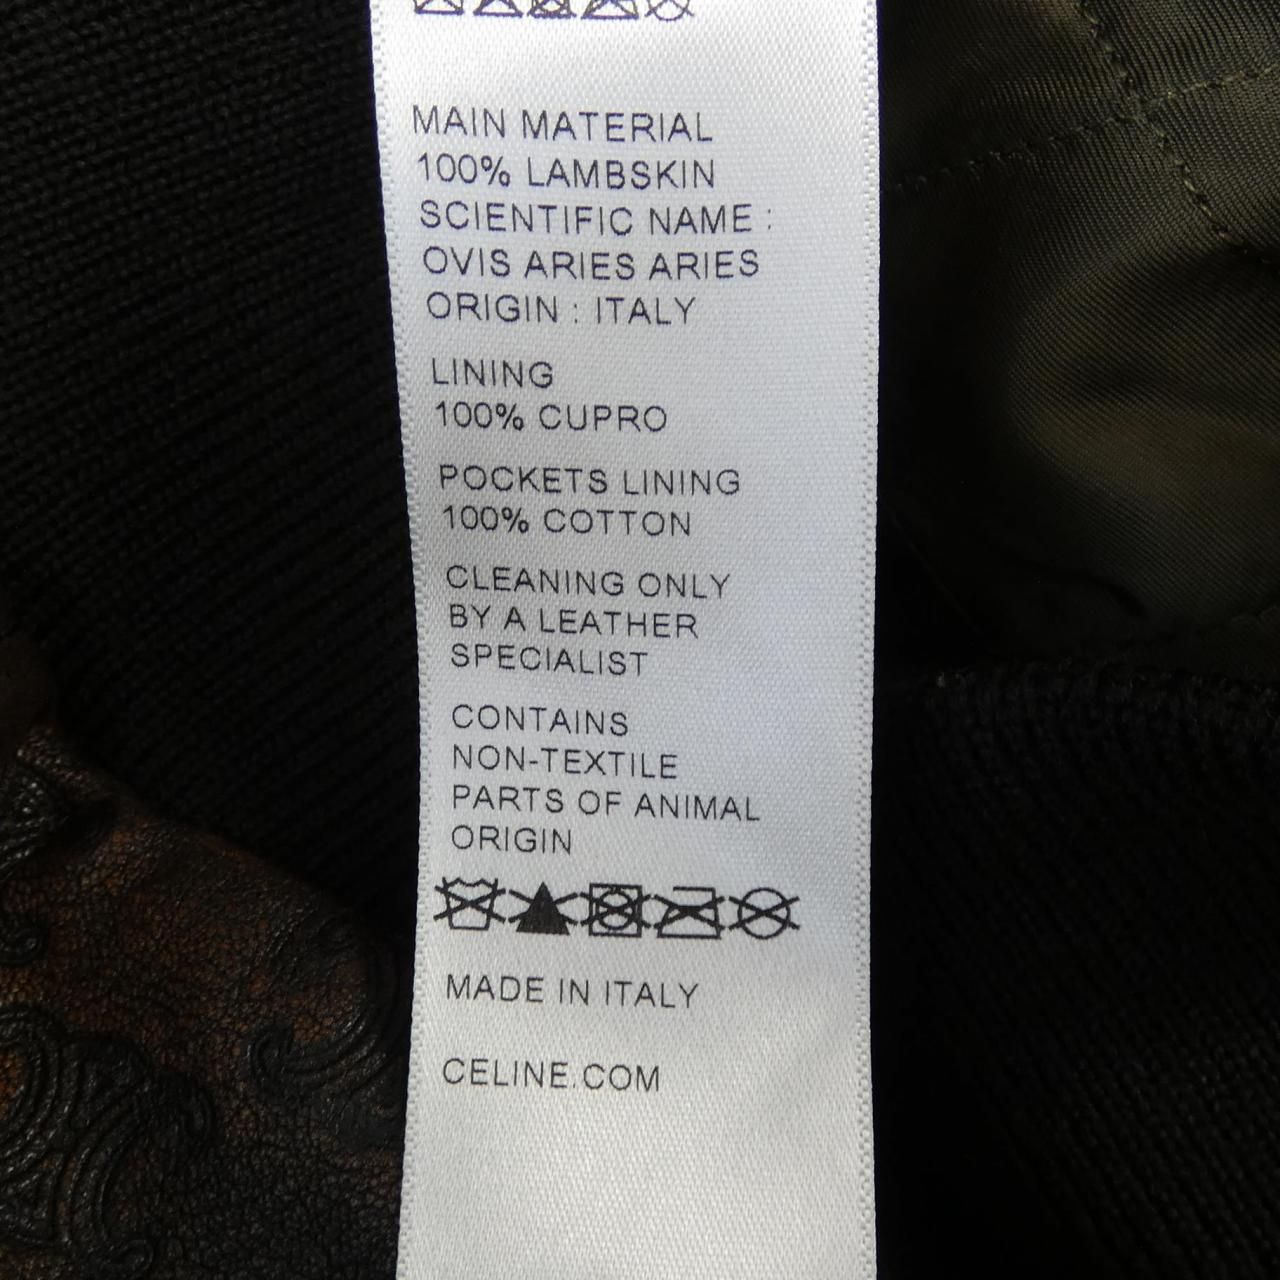 MAIN MATERIAL
100% LAMBSKIN
SCIENTIFIC NAME :
OVIS ARIES ARIES
ORIGIN : ITALY
LINING
100% CUPRO
POCKETS LINING
100% COTTON
CLEANING ONLY
BY A LEATHER
SPECIALIST
CONTAINS
NON-TEXTILE
PARTS OF ANIMAL
ORIGIN
MADE IN ITALY
CELINE.COM